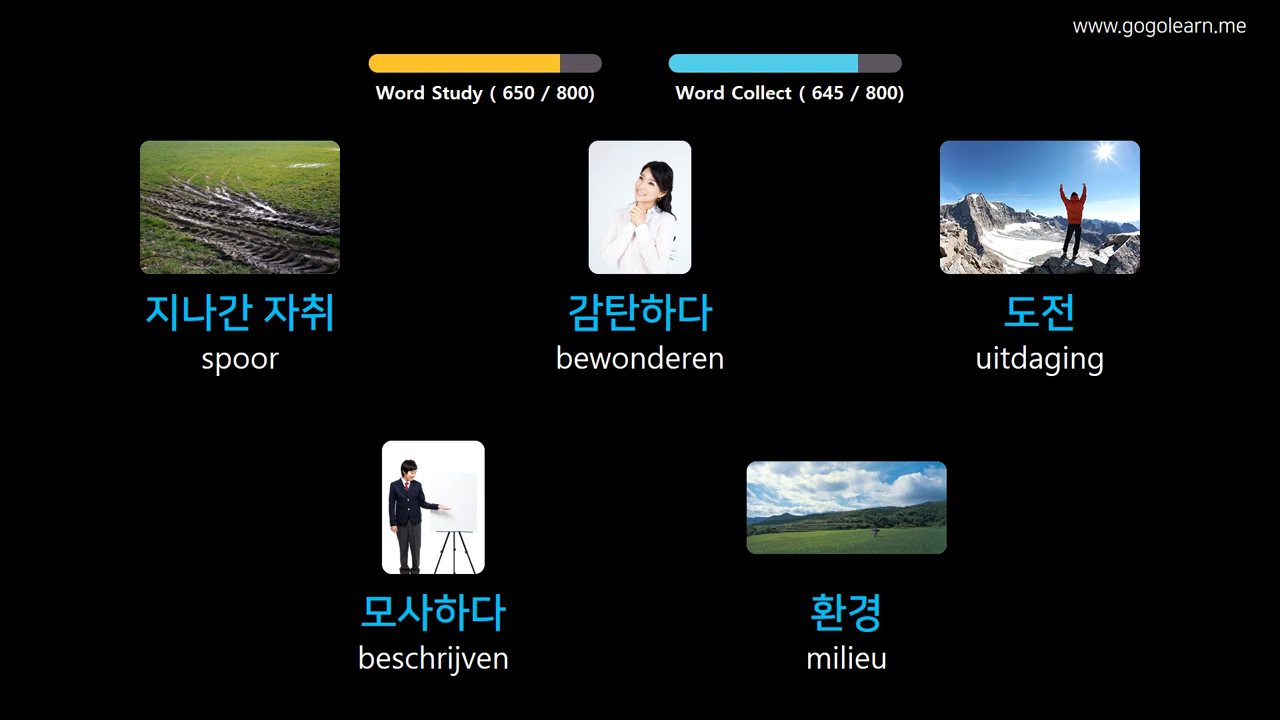 www.gogolearn.me
Word Study ( 650 / 800)
Word Collect ( 645 / 800)
지나간 자취
spoor
감탄하다
bewonderen
도전
uitdaging
모사하다
beschrijven
환경
milieu